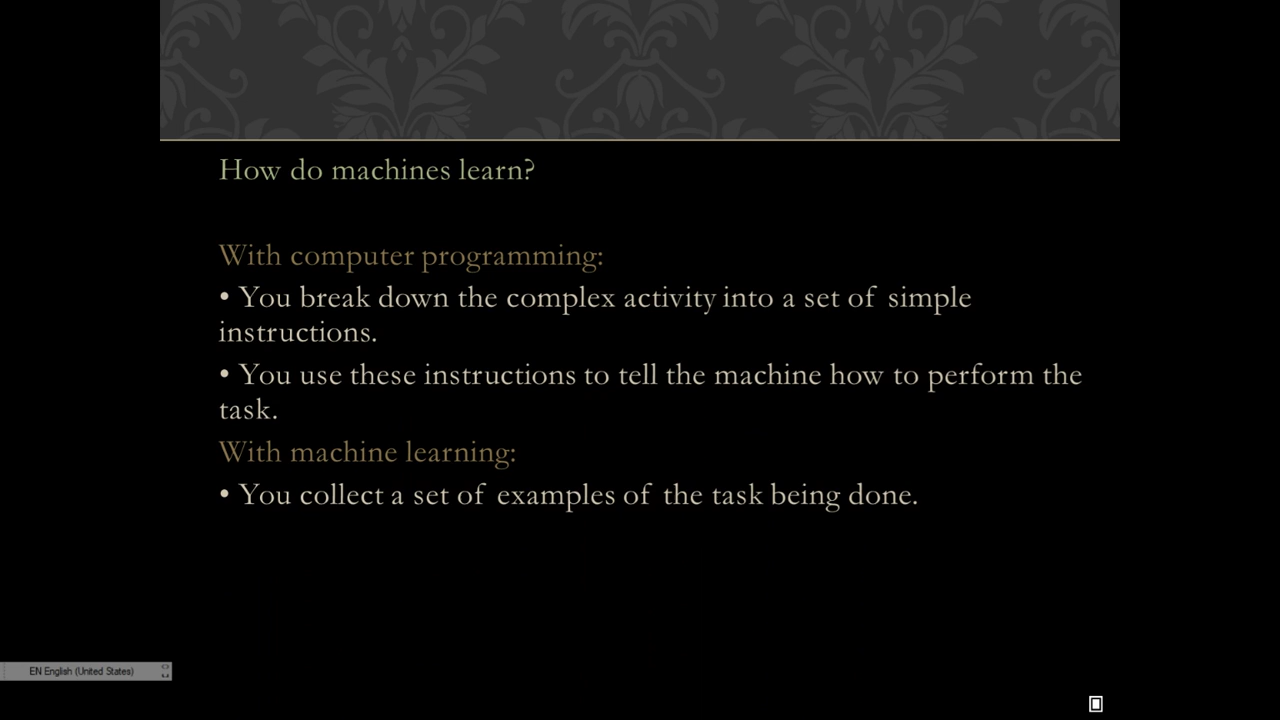 How do machines learn?
With computer programming:
• You break down the complex activity into a set of simple
instructions.
• You use these instructions to tell the machine how to perform the
task.
With machine learning:
• You collect a set of examples of the task being done.
EN English (United States)